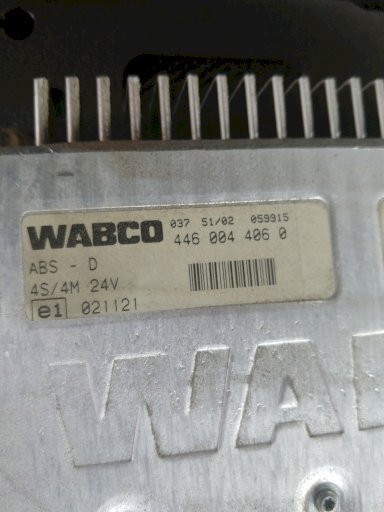 037 51/02 059915
WABCO 446 004 406 0
ABS - D
4S/4M 24V
e1 021121
WAB